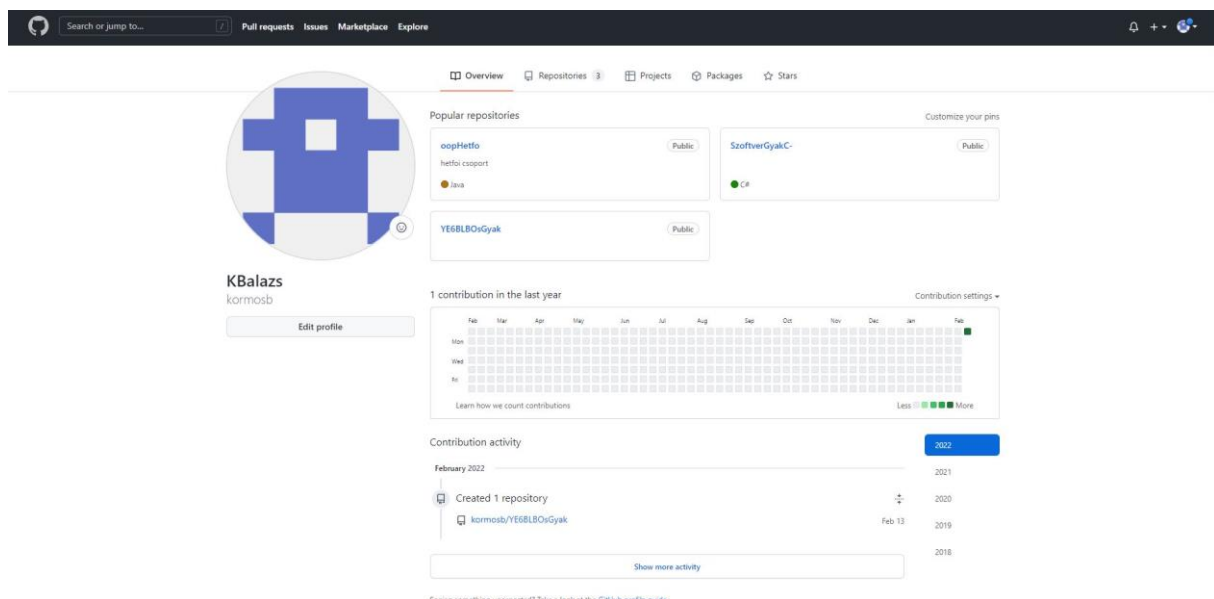 Search or jump to... / Pull requests Issues Marketplace Explore
Overview Repositories 3 Projects Packages Stars
Popular repositories Customize your pins
oopHetfo Public
hetfoi csoport
Java
SzoftverGyakC- Public
C#
YE6BLBOsGyak Public
KBalazs
kormosb
Edit profile
1 contribution in the last year Contribution settings
Feb Mar Apr May Jun Jul Aug Sep Oct Nov Dec Jan Feb
Mon
Wed
Fri
Learn how we count contributions Less More
Contribution activity
2022
2021
2020
2019
2018
February 2022
Created 1 repository
kormosb/YE6BLBOsGyak Feb 13
Show more activity